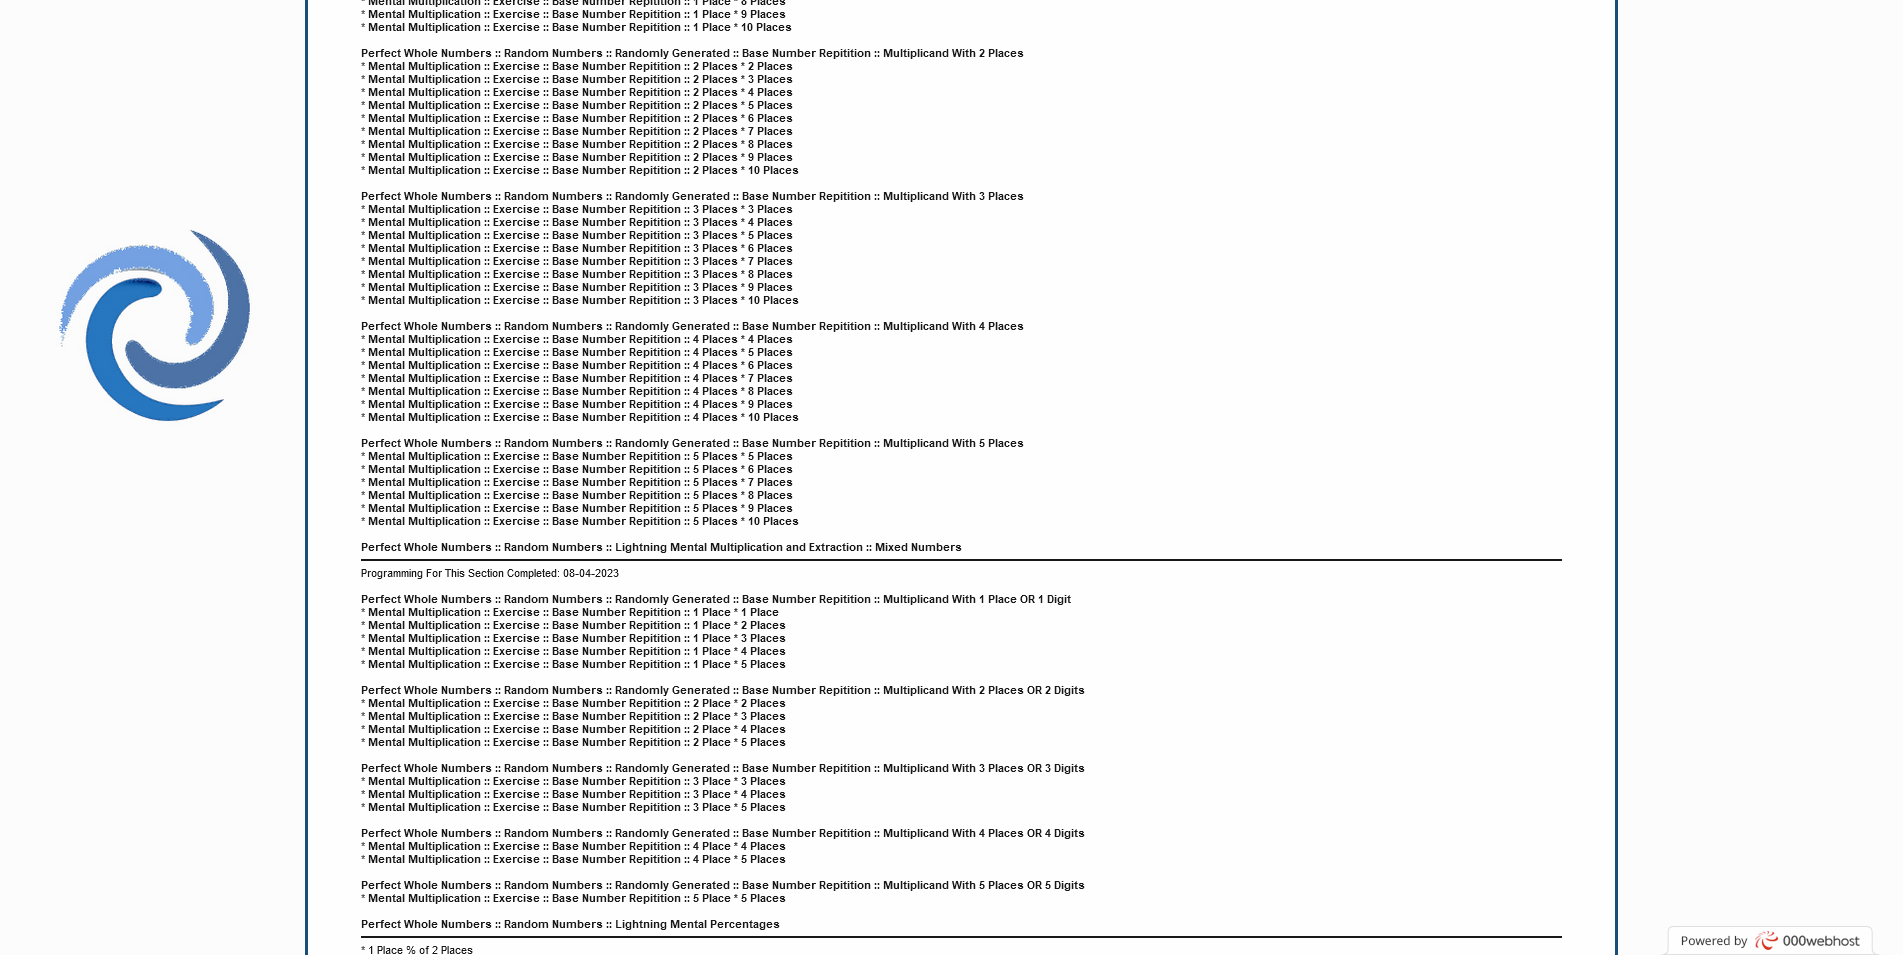 * Mental Multiplication :: Exercise :: Base Number Repitition :: 1 Place * 8 Places
* Mental Multiplication :: Exercise :: Base Number Repitition :: 1 Place * 9 Places
* Mental Multiplication :: Exercise :: Base Number Repitition :: 1 Place * 10 Places
Perfect Whole Numbers :: Random Numbers :: Randomly Generated :: Base Number Repitition :: Multiplicand With 2 Places
* Mental Multiplication :: Exercise :: Base Number Repitition :: 2 Places * 2 Places
* Mental Multiplication :: Exercise :: Base Number Repitition :: 2 Places * 3 Places
* Mental Multiplication :: Exercise :: Base Number Repitition :: 2 Places * 4 Places
* Mental Multiplication :: Exercise :: Base Number Repitition :: 2 Places * 5 Places
* Mental Multiplication :: Exercise :: Base Number Repitition :: 2 Places * 6 Places
* Mental Multiplication :: Exercise :: Base Number Repitition :: 2 Places * 7 Places
* Mental Multiplication :: Exercise :: Base Number Repitition :: 2 Places * 8 Places
* Mental Multiplication :: Exercise :: Base Number Repitition :: 2 Places * 9 Places
* Mental Multiplication :: Exercise :: Base Number Repitition :: 2 Places * 10 Places
Perfect Whole Numbers :: Random Numbers :: Randomly Generated :: Base Number Repitition :: Multiplicand With 3 Places
* Mental Multiplication :: Exercise :: Base Number Repitition :: 3 Places * 3 Places
* Mental Multiplication :: Exercise :: Base Number Repitition :: 3 Places * 4 Places
* Mental Multiplication :: Exercise :: Base Number Repitition :: 3 Places * 5 Places
* Mental Multiplication :: Exercise :: Base Number Repitition :: 3 Places * 6 Places
* Mental Multiplication :: Exercise :: Base Number Repitition :: 3 Places * 7 Places
* Mental Multiplication :: Exercise :: Base Number Repitition :: 3 Places * 8 Places
* Mental Multiplication :: Exercise :: Base Number Repitition :: 3 Places * 9 Places
* Mental Multiplication :: Exercise :: Base Number Repitition :: 3 Places * 10 Places
Perfect Whole Numbers :: Random Numbers :: Randomly Generated :: Base Number Repitition :: Multiplicand With 4 Places
* Mental Multiplication :: Exercise :: Base Number Repitition :: 4 Places * 4 Places
* Mental Multiplication :: Exercise :: Base Number Repitition :: 4 Places * 5 Places
* Mental Multiplication :: Exercise :: Base Number Repitition :: 4 Places * 6 Places
* Mental Multiplication :: Exercise :: Base Number Repitition :: 4 Places * 7 Places
* Mental Multiplication :: Exercise :: Base Number Repitition :: 4 Places * 8 Places
* Mental Multiplication :: Exercise :: Base Number Repitition :: 4 Places * 9 Places
* Mental Multiplication :: Exercise :: Base Number Repitition :: 4 Places * 10 Places
Perfect Whole Numbers :: Random Numbers :: Randomly Generated :: Base Number Repitition :: Multiplicand With 5 Places
* Mental Multiplication :: Exercise :: Base Number Repitition :: 5 Places * 5 Places
* Mental Multiplication :: Exercise :: Base Number Repitition :: 5 Places * 6 Places
* Mental Multiplication :: Exercise :: Base Number Repitition :: 5 Places * 7 Places
* Mental Multiplication :: Exercise :: Base Number Repitition :: 5 Places * 8 Places
* Mental Multiplication :: Exercise :: Base Number Repitition :: 5 Places * 9 Places
* Mental Multiplication :: Exercise :: Base Number Repitition :: 5 Places * 10 Places
Perfect Whole Numbers :: Random Numbers :: Lightning Mental Multiplication and Extraction :: Mixed Numbers
Programming For This Section Completed: 08-04-2023
Perfect Whole Numbers :: Random Numbers :: Randomly Generated :: Base Number Repitition :: Multiplicand With 1 Place OR 1 Digit
* Mental Multiplication :: Exercise :: Base Number Repitition :: 1 Place * 1 Place
* Mental Multiplication :: Exercise :: Base Number Repitition :: 1 Place * 2 Places
* Mental Multiplication :: Exercise :: Base Number Repitition :: 1 Place * 3 Places
* Mental Multiplication :: Exercise :: Base Number Repitition :: 1 Place * 4 Places
* Mental Multiplication :: Exercise :: Base Number Repitition :: 1 Place * 5 Places
Perfect Whole Numbers :: Random Numbers :: Randomly Generated :: Base Number Repitition :: Multiplicand With 2 Places OR 2 Digits
* Mental Multiplication :: Exercise :: Base Number Repitition :: 2 Place * 2 Places
* Mental Multiplication :: Exercise :: Base Number Repitition :: 2 Place * 3 Places
* Mental Multiplication :: Exercise :: Base Number Repitition :: 2 Place * 4 Places
* Mental Multiplication :: Exercise :: Base Number Repitition :: 2 Place * 5 Places
Perfect Whole Numbers :: Random Numbers :: Randomly Generated :: Base Number Repitition :: Multiplicand With 3 Places OR 3 Digits
* Mental Multiplication :: Exercise :: Base Number Repitition :: 3 Place * 3 Places
* Mental Multiplication :: Exercise :: Base Number Repitition :: 3 Place * 4 Places
* Mental Multiplication :: Exercise :: Base Number Repitition :: 3 Place * 5 Places
Perfect Whole Numbers :: Random Numbers :: Randomly Generated :: Base Number Repitition :: Multiplicand With 4 Places OR 4 Digits
* Mental Multiplication :: Exercise :: Base Number Repitition :: 4 Place * 4 Places
* Mental Multiplication :: Exercise :: Base Number Repitition :: 4 Place * 5 Places
Perfect Whole Numbers :: Random Numbers :: Randomly Generated :: Base Number Repitition :: Multiplicand With 5 Places OR 5 Digits
* Mental Multiplication :: Exercise :: Base Number Repitition :: 5 Place * 5 Places
Perfect Whole Numbers :: Random Numbers :: Lightning Mental Percentages
* 1 Place % of 2 Places
Powered by 000webhost